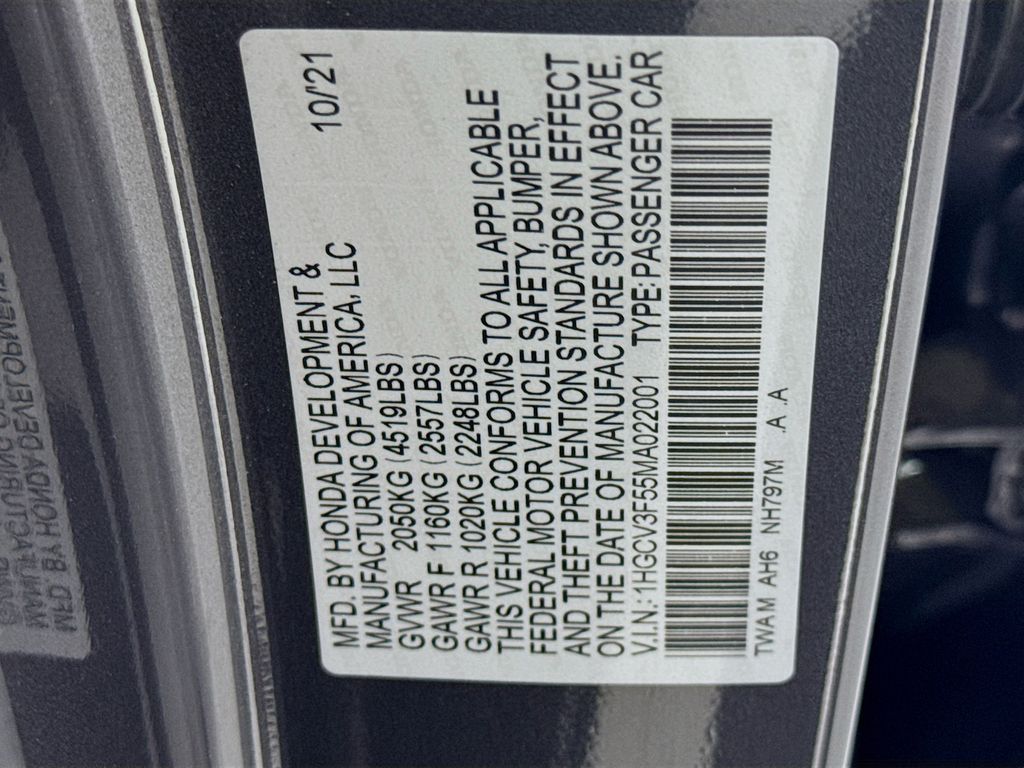 MFD. BY HONDA DEVELOPMENT & 10/'21
MANUFACTURING OF AMERICA, LLC
GVWR 2050KG (4519LBS)
GAWR F 1160KG (2557LBS)
GAWR R 1020KG (2248LBS)
THIS VEHICLE CONFORMS TO ALL APPLICABLE
FEDERAL MOTOR VEHICLE SAFETY, BUMPER,
AND THEFT PREVENTION STANDARDS IN EFFECT
ON THE DATE OF MANUFACTURE SHOWN ABOVE.
V.I.N.:1HGCV3F55MA022001 TYPE:PASSENGER CAR
TWA M AH6 NH797M .A .A